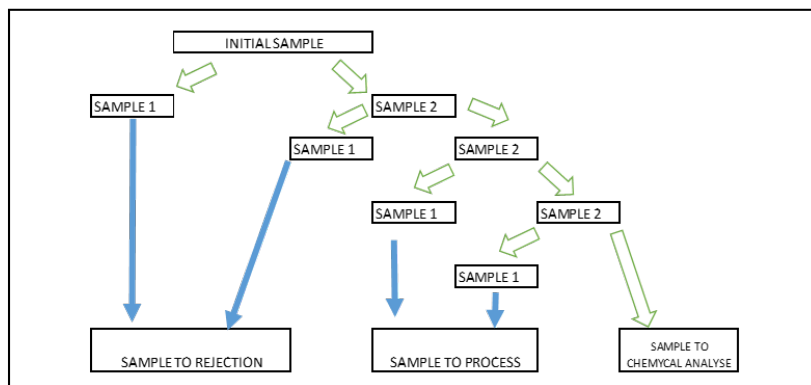 INITIAL SAMPLE
SAMPLE 1
SAMPLE 2
SAMPLE 1
SAMPLE 2
SAMPLE 1
SAMPLE 2
SAMPLE 1
SAMPLE TO REJECTION
SAMPLE TO PROCESS
SAMPLE TO
CHEMYCAL ANALYSE